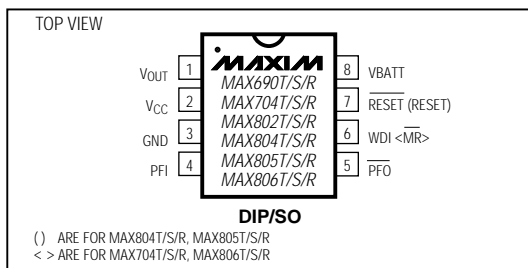 TOP VIEW
VOUT 1 MAXIM 8 VBATT
MAX690T/S/R
VCC 2 MAX704T/S/R 7 RESET (RESET)
MAX802T/S/R
GND 3 MAX804T/S/R 6 WDI <MR>
MAX805T/S/R
PFI 4 MAX806T/S/R 5 PFO
DIP/SO
( ) ARE FOR MAX804T/S/R, MAX805T/S/R
< > ARE FOR MAX704T/S/R, MAX806T/S/R